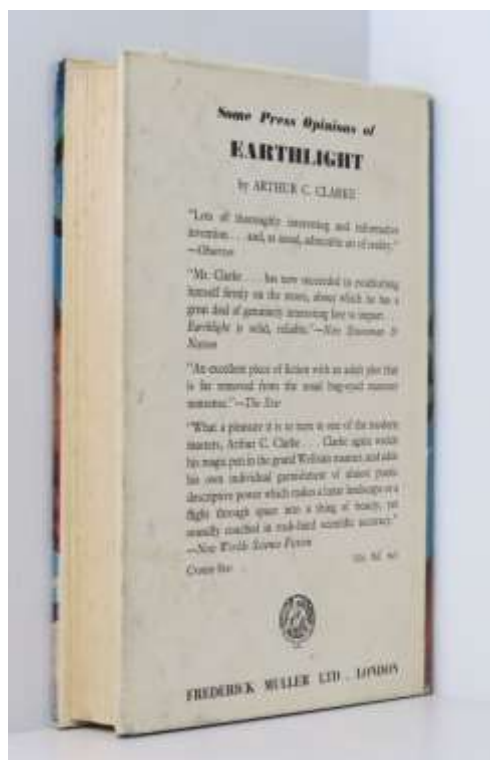 Some Press Opinions of
EARTHLIGHT
by ARTHUR C. CLARKE
"Lots of thoroughly interesting and informative
invention . . . and, as usual, admirable air of reality."
—Observer
"Mr. Clarke . . . has now succeeded in positioning
himself firmly on the moon, about which he has a
great deal of genuinely interesting lore to impart . . .
Earthlight is solid, reliable."—New Statesman &
Nation
"An excellent piece of fiction with an adult plot that
is far removed from the usual bug-eyed monster
nonsense."—The Star
"What a pleasure it is to turn to one of the modern
masters, Arthur C. Clarke . . . Clarke again wields
his magic pen in the grand Wellsian manner, and adds
his own individual garnishment of almost poetic
descriptive power which makes a lunar landscape or a
flight through space into a thing of beauty, yet
soundly couched in rock-hard scientific accuracy."
—New Worlds Science Fiction
Crown 8vo
FREDERICK MULLER LTD . LONDON